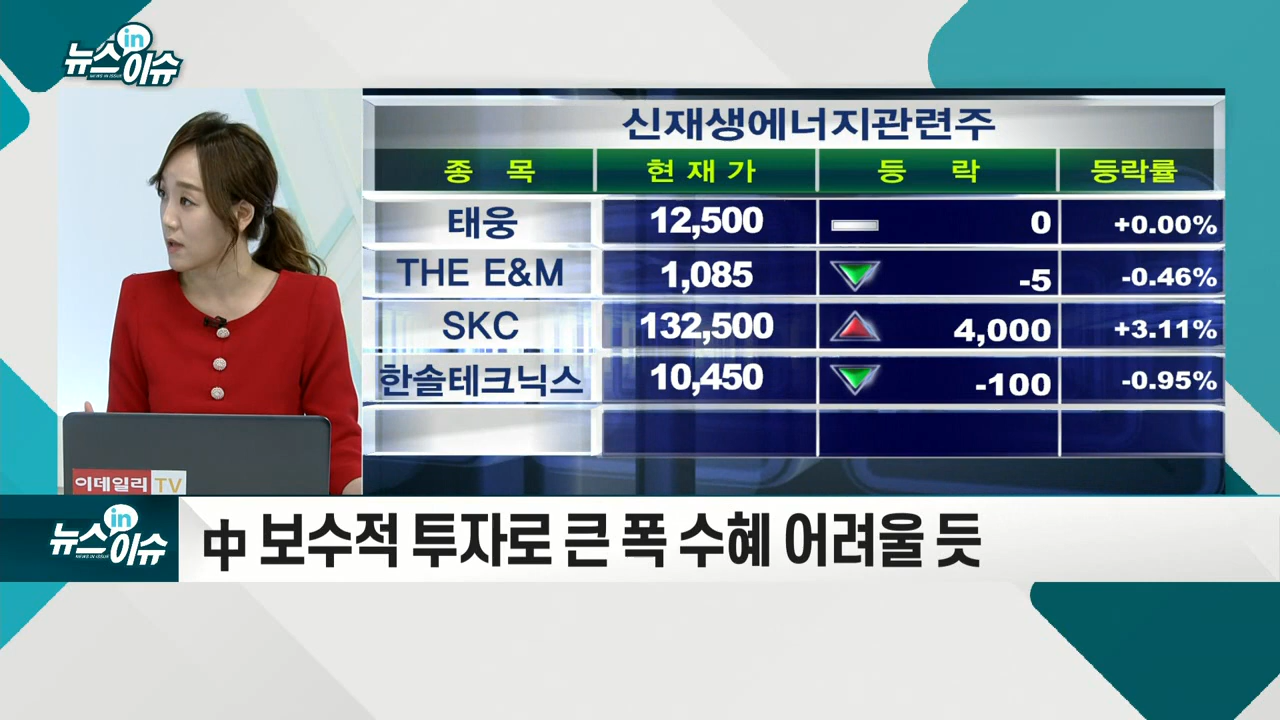 뉴스in이슈
NEWS IN ISSUE
신재생에너지관련주
종 목 현 재 가 등 락 등락률
태웅 12,500 0 +0.00%
THE E&M 1,085 -5 -0.46%
SKC 132,500 4,000 +3.11%
한솔테크닉스 10,450 -100 -0.95%
이데일리TV
뉴스in이슈
NEWS IN ISSUE
中 보수적 투자로 큰 폭 수혜 어려울 듯